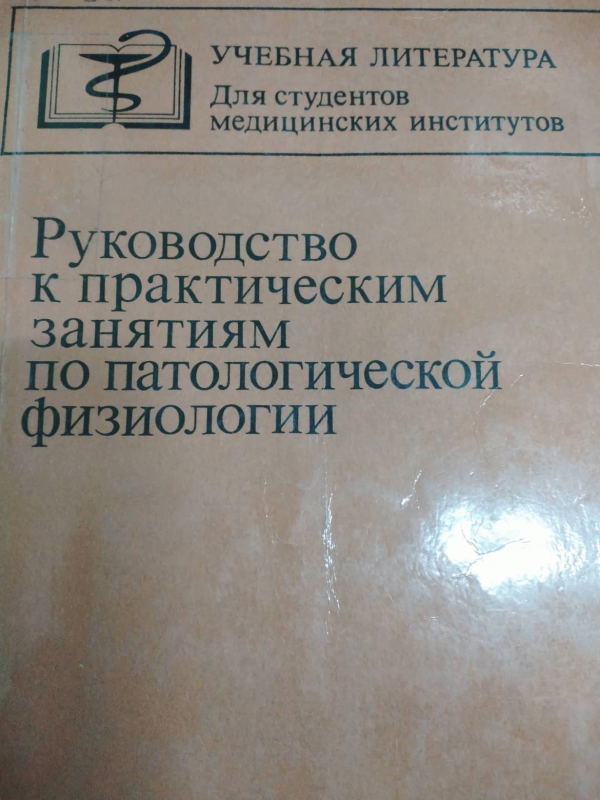 УЧЕБНАЯ ЛИТЕРАТУРА
Для студентов
медицинских институтов
Руководство
к практическим
занятиям
по патологической
физиологии